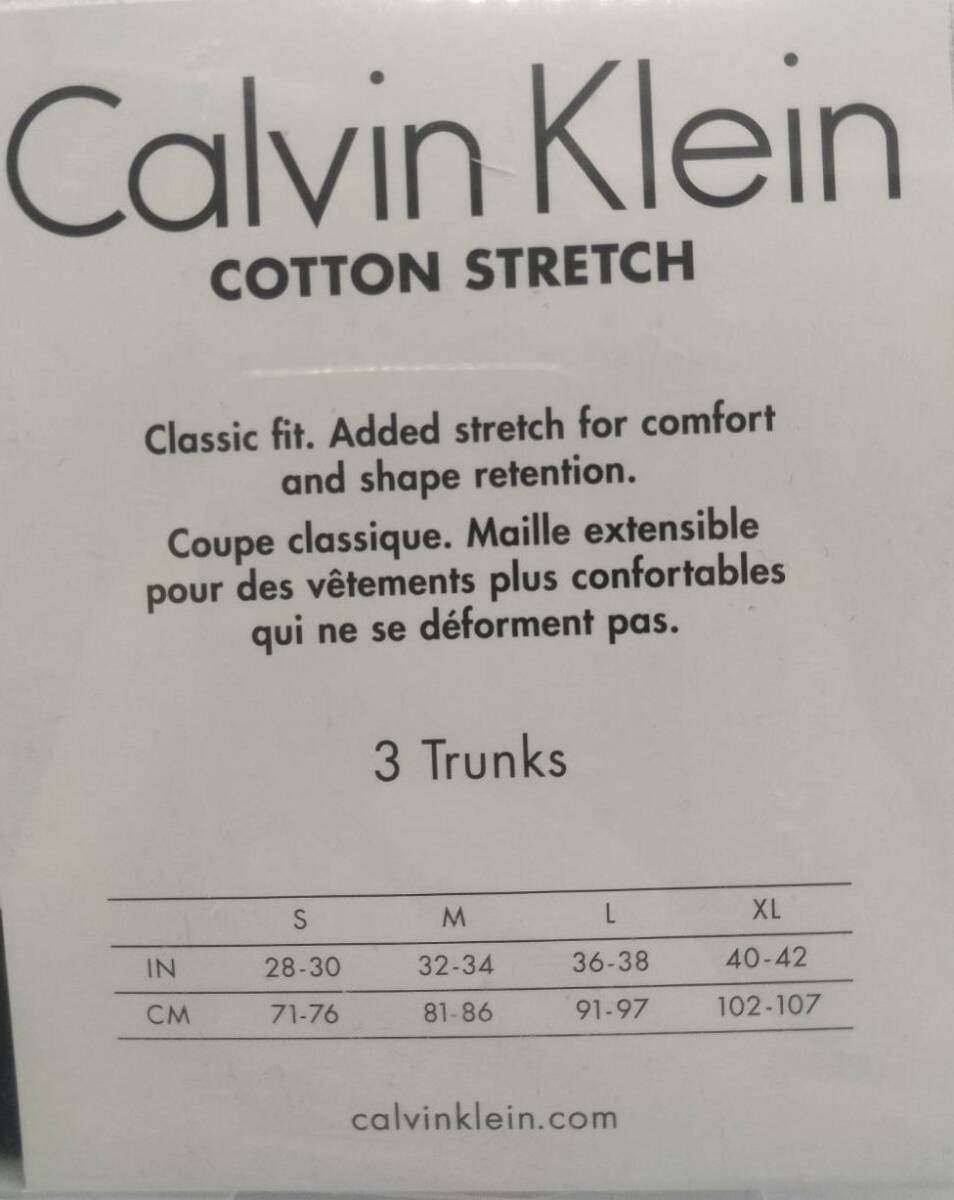 Calvin Klein
COTTON STRETCH
Classic fit. Added stretch for comfort
and shape retention.
Coupe classique. Maille extensible
pour des vêtements plus confortables
qui ne se déforment pas.
3 Trunks
S M L XL
IN 28-30 32-34 36-38 40-42
CM 71-76 81-86 91-97 102-107
calvinklein.com